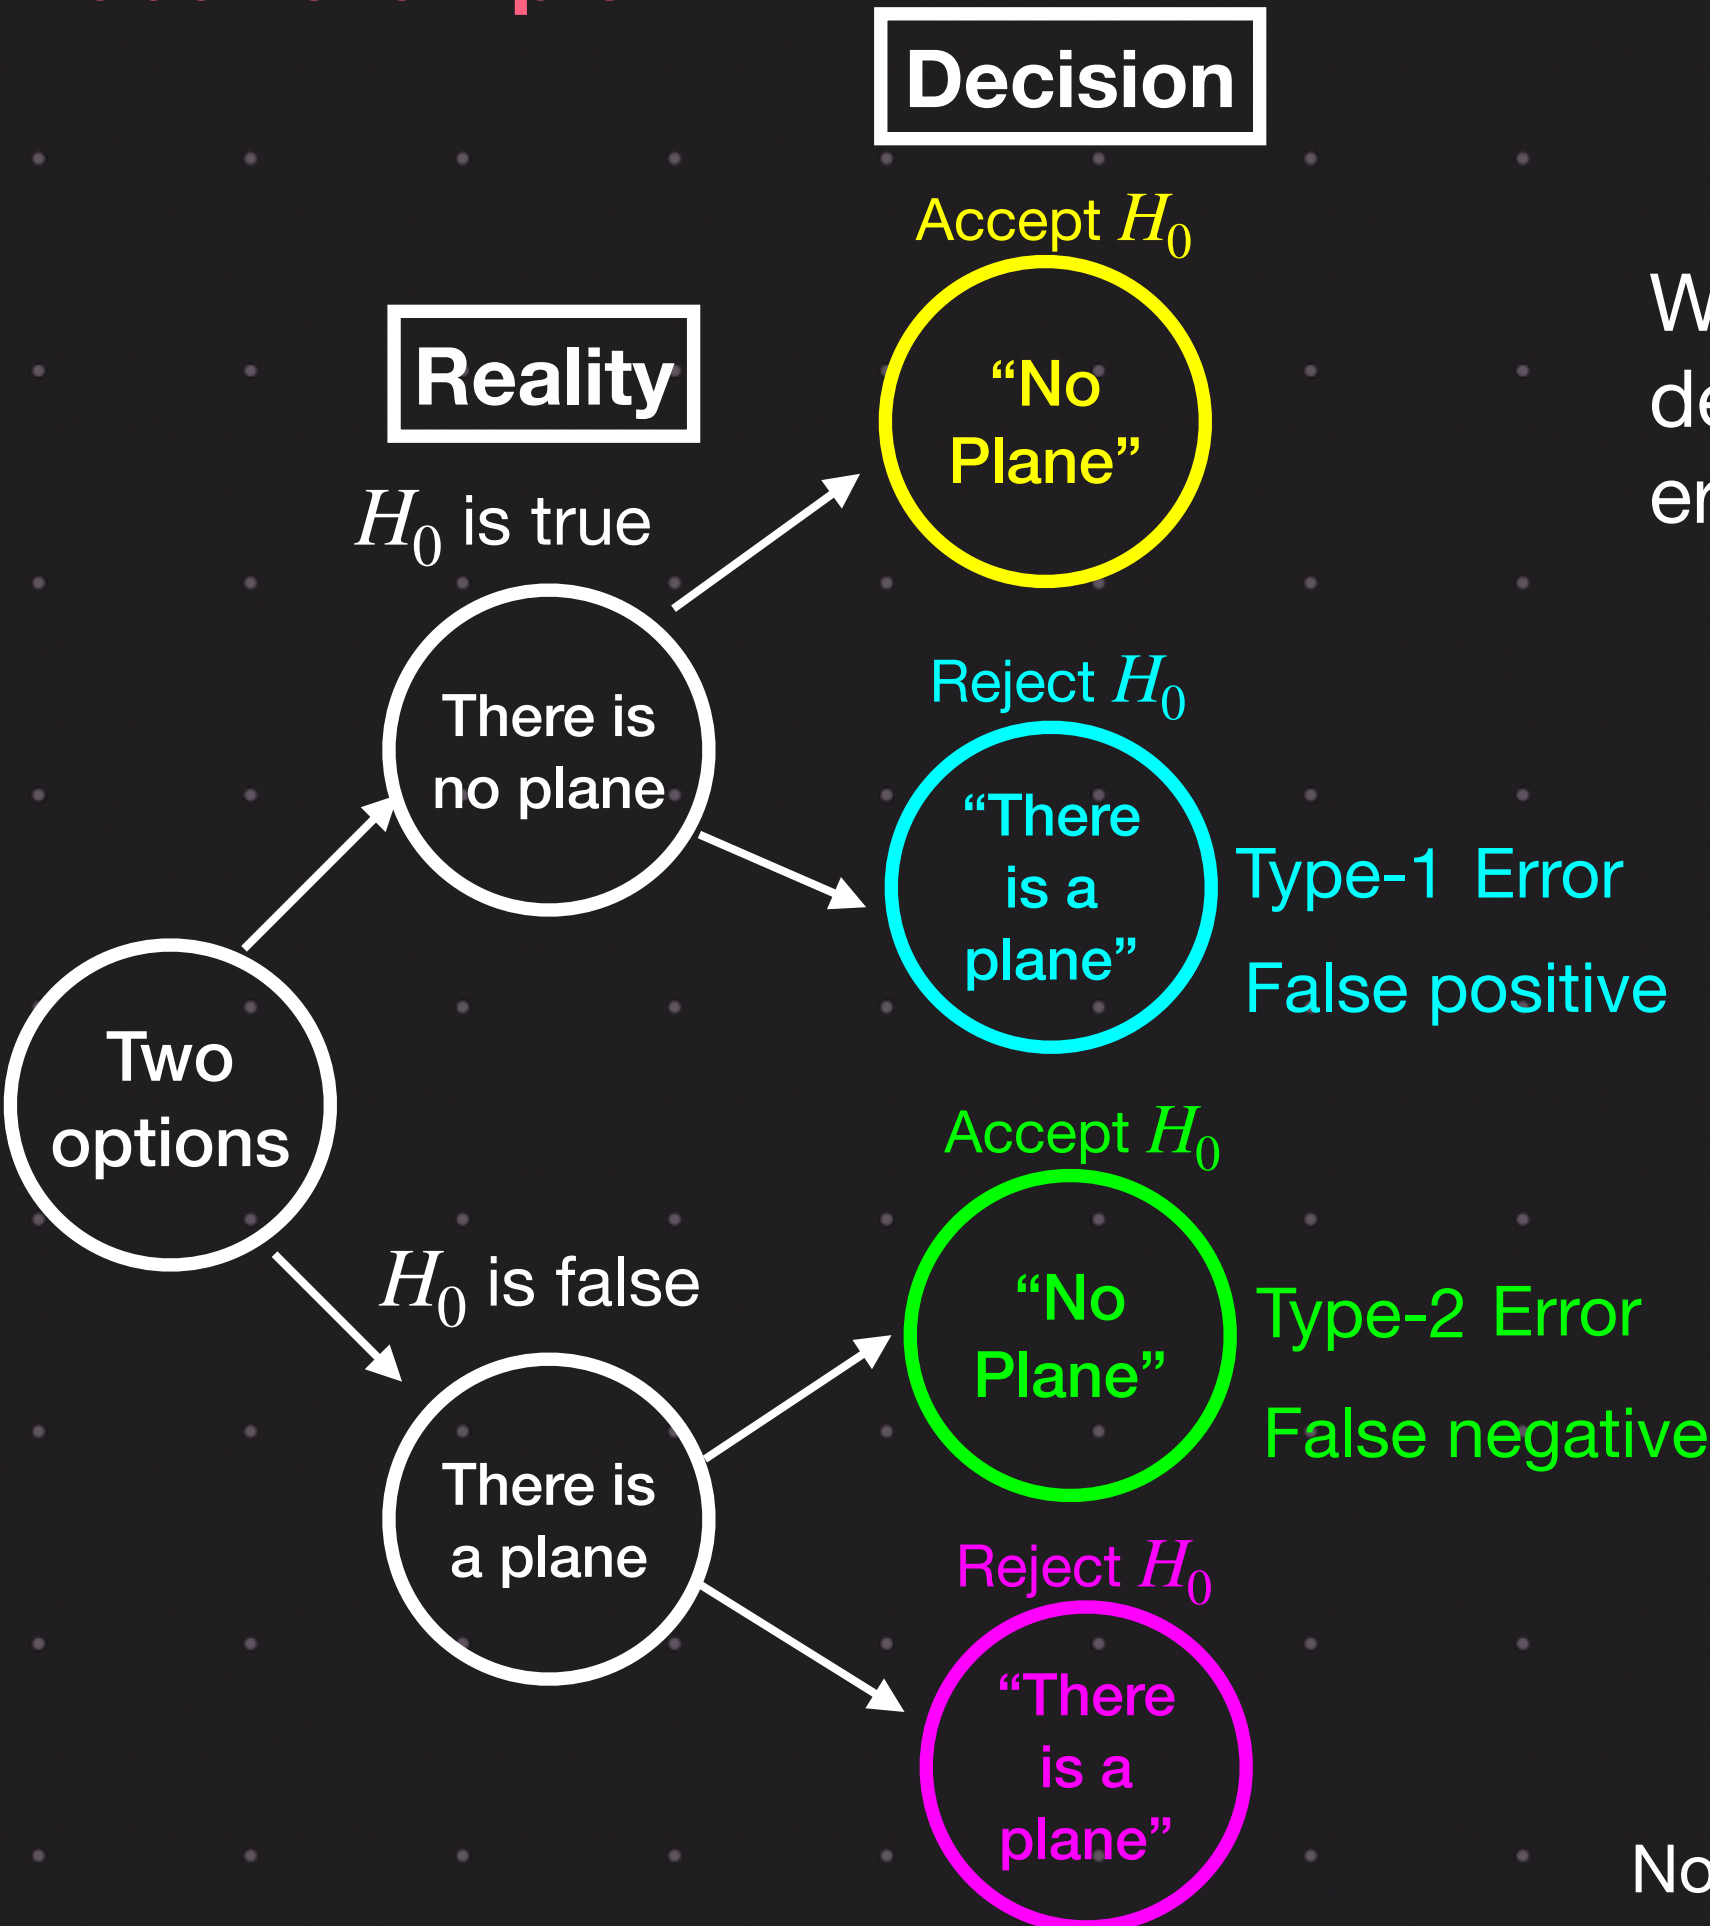 Decision
Accept H₀
“No
Plane”
Reality
H₀ is true
There is
no plane
Reject H₀
“There
is a
plane”
Type-1 Error
False positive
Two
options
Accept H₀
“No
Plane”
Type-2 Error
False negative
H₀ is false
There is
a plane
Reject H₀
“There
is a
plane”